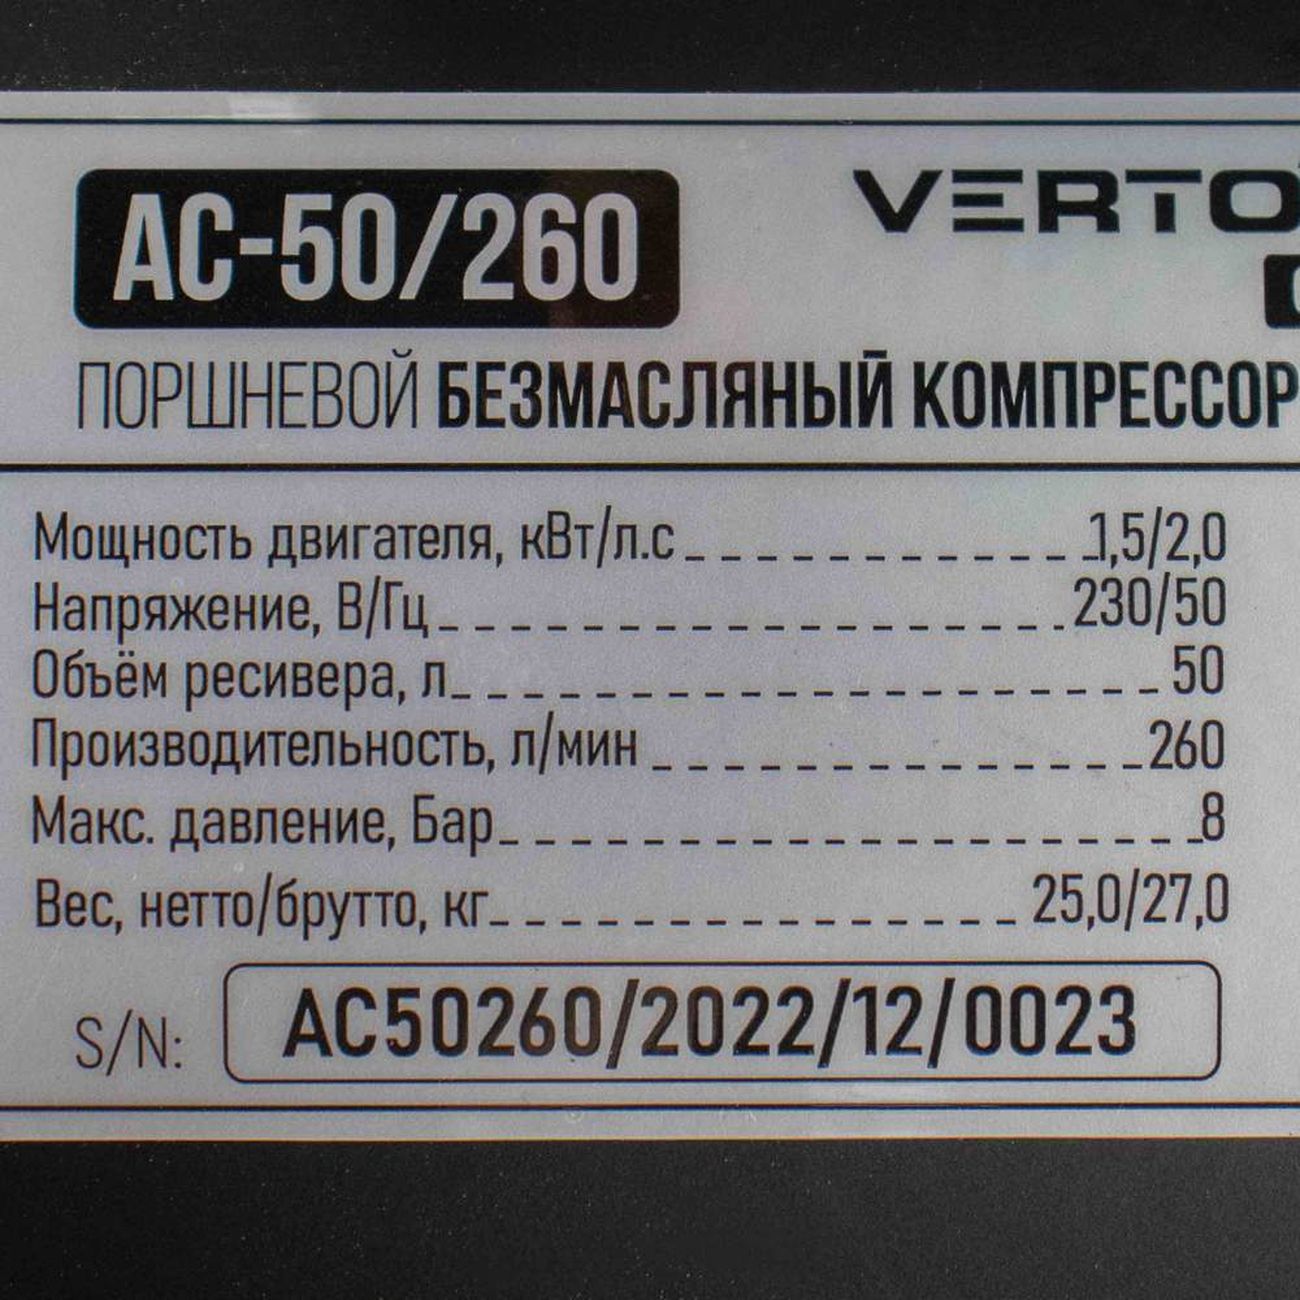 АС-50/260
VERTO
ПОРШНЕВОЙ БЕЗМАСЛЯНЫЙ КОМПРЕССОР
Мощность двигателя, кВт/л.с 1,5/2,0
Напряжение, В/Гц 230/50
Объём ресивера, л 50
Производительность, л/мин 260
Макс. давление, Бар 8
Вес, нетто/брутто, кг 25,0/27,0
S/N: AC50260/2022/12/0023